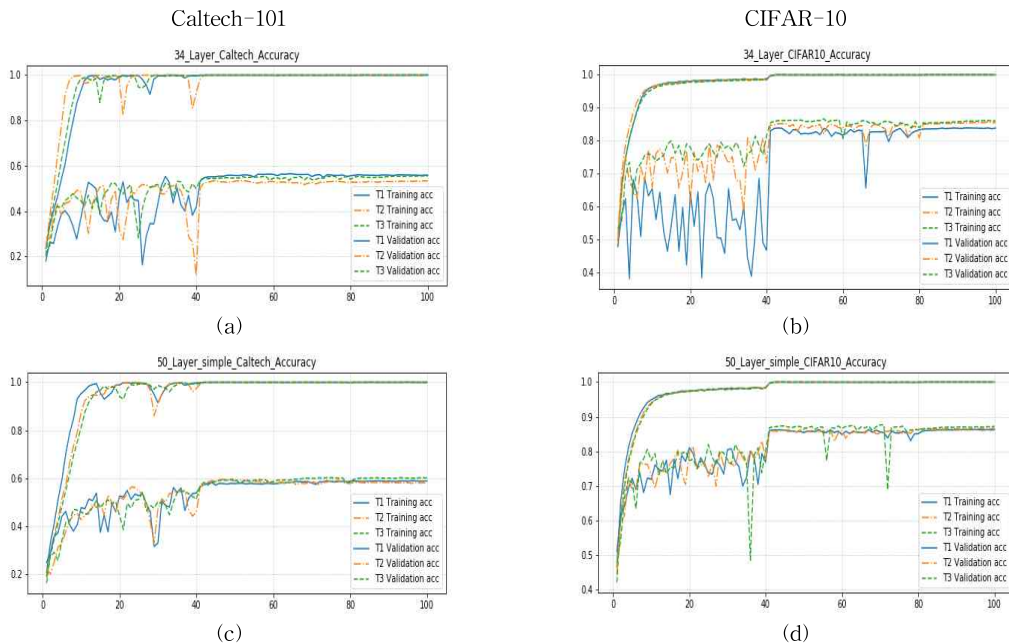 Caltech-101 CIFAR-10
34_Layer_Caltech_Accuracy
1.0
0.8
0.6
0.4
0.2
0 20 40 60 80 100
T1 Training acc
T2 Training acc
T3 Training acc
T1 Validation acc
T2 Validation acc
T3 Validation acc
(a)
34_Layer_CIFAR10_Accuracy
1.0
0.9
0.8
0.7
0.6
0.5
0.4
0 20 40 60 80 100
T1 Training acc
T2 Training acc
T3 Training acc
T1 Validation acc
T2 Validation acc
T3 Validation acc
(b)
50_Layer_simple_Caltech_Accuracy
1.0
0.8
0.6
0.4
0.2
0 20 40 60 80 100
T1 Training acc
T2 Training acc
T3 Training acc
T1 Validation acc
T2 Validation acc
T3 Validation acc
(c)
50_Layer_simple_CIFAR10_Accuracy
1.0
0.9
0.8
0.7
0.6
0.5
0.4
0 20 40 60 80 100
T1 Training acc
T2 Training acc
T3 Training acc
T1 Validation acc
T2 Validation acc
T3 Validation acc
(d)